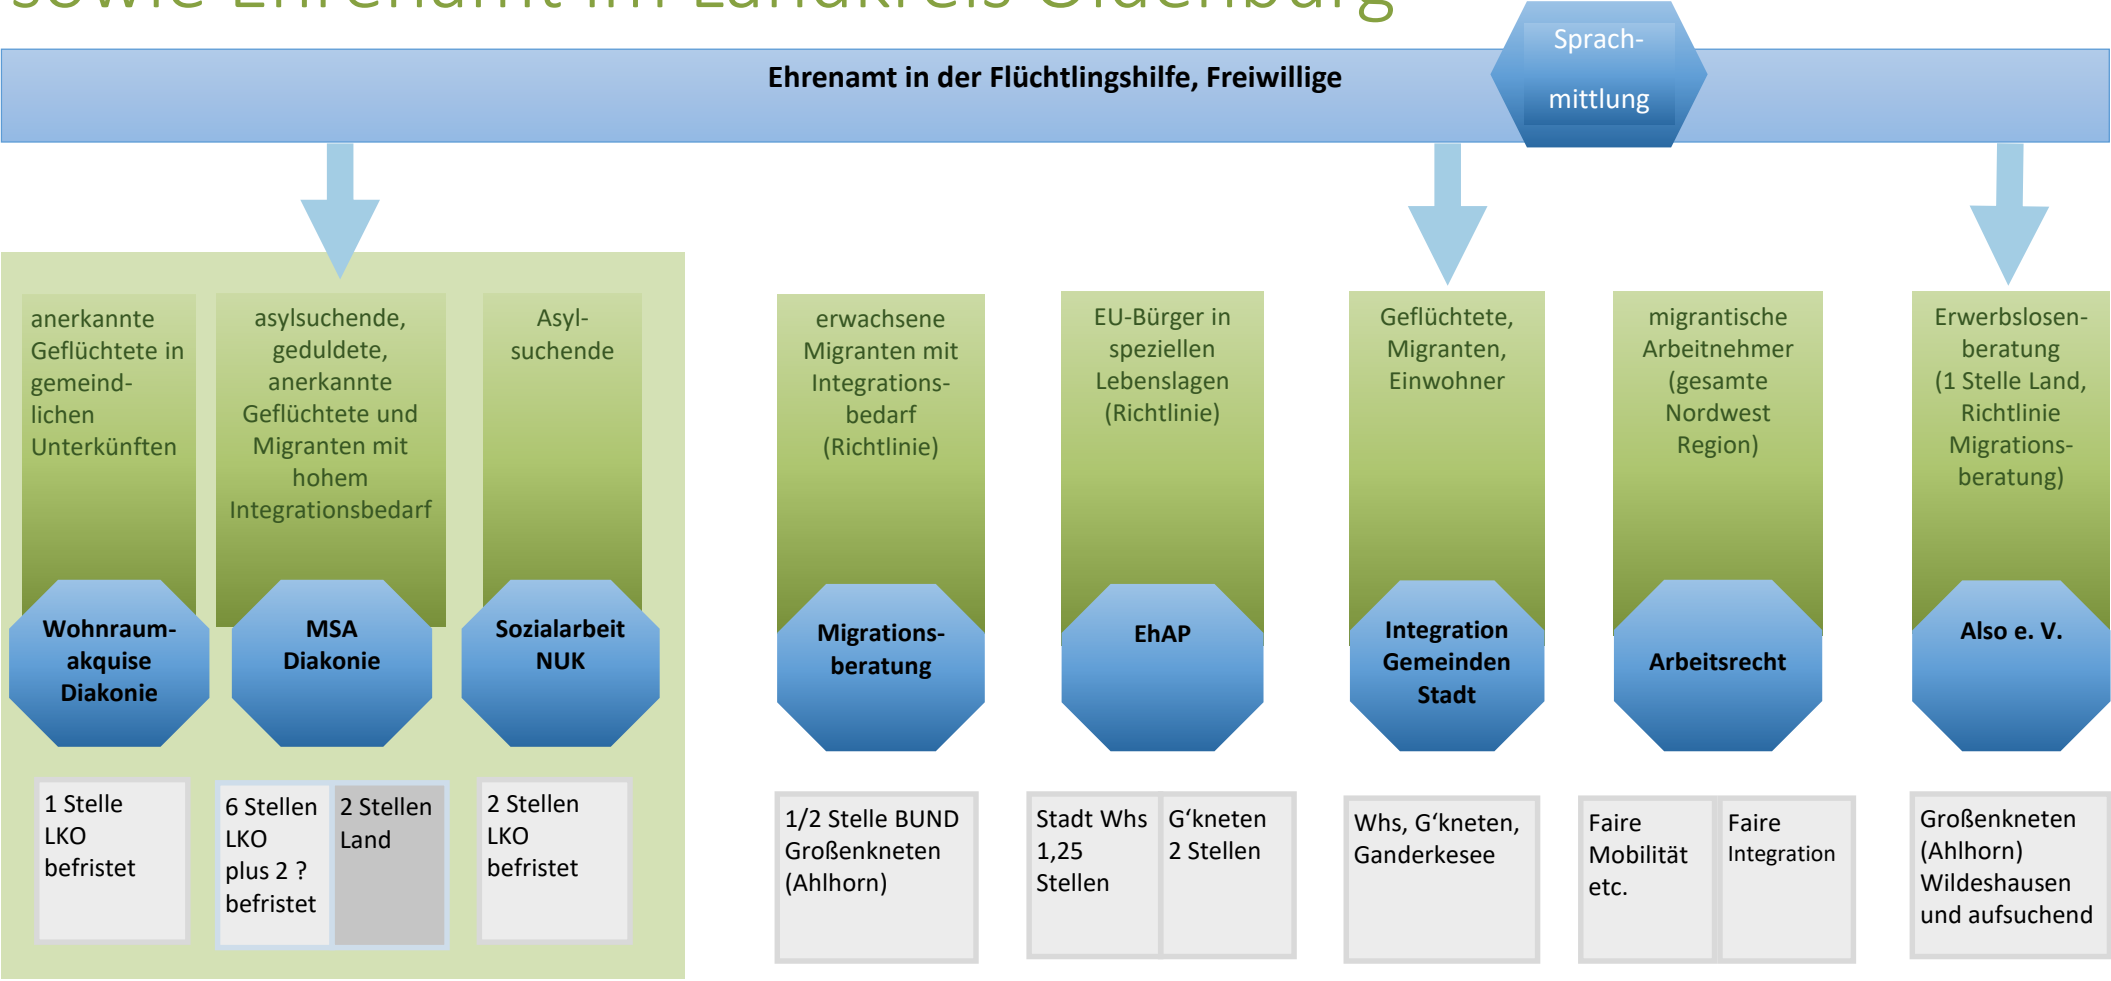 sowie Ehrenamt im Landkreis Oldenburg
Sprach-
mittlung
Ehrenamt in der Flüchtlingshilfe, Freiwillige
anerkannte
Geflüchtete in
gemeind-
lichen
Unterkünften
asylsuchende,
geduldete,
anerkannte
Geflüchtete und
Migranten mit
hohem
Integrationsbedarf
Asyl-
suchende
erwachsene
Migranten mit
Integrations-
bedarf
(Richtlinie)
EU-Bürger in
speziellen
Lebenslagen
(Richtlinie)
Geflüchtete,
Migranten,
Einwohner
migrantische
Arbeitnehmer
(gesamte
Nordwest
Region)
Erwerbslosen-
beratung
(1 Stelle Land,
Richtlinie
Migrations-
beratung)
Wohnraum-
akquise
Diakonie
MSA
Diakonie
Sozialarbeit
NUK
Migrations-
beratung
EhAP
Integration
Gemeinden
Stadt
Arbeitsrecht
Also e. V.
1 Stelle
LKO
befristet
6 Stellen
LKO
plus 2 ?
befristet
2 Stellen
Land
2 Stellen
LKO
befristet
1/2 Stelle BUND
Großenkneten
(Ahlhorn)
Stadt Whs
1,25
Stellen
G‘kneten
2 Stellen
Whs, G‘kneten,
Ganderkesee
Faire
Mobilität
etc.
Faire
Integration
Großenkneten
(Ahlhorn)
Wildeshausen
und aufsuchend